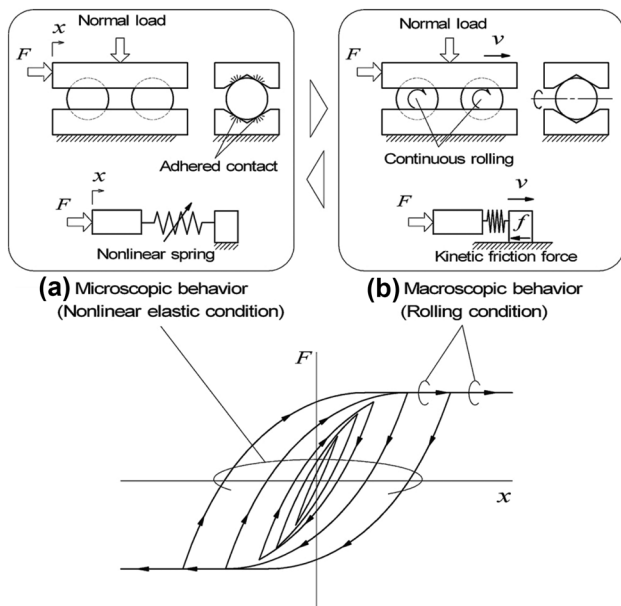 Normal load
F
x
Adhered contact
x
F
Nonlinear spring
Normal load
v
F
Continuous rolling
v
F
f
Kinetic friction force
(a) Microscopic behavior
(Nonlinear elastic condition)
(b) Macroscopic behavior
(Rolling condition)
F
x